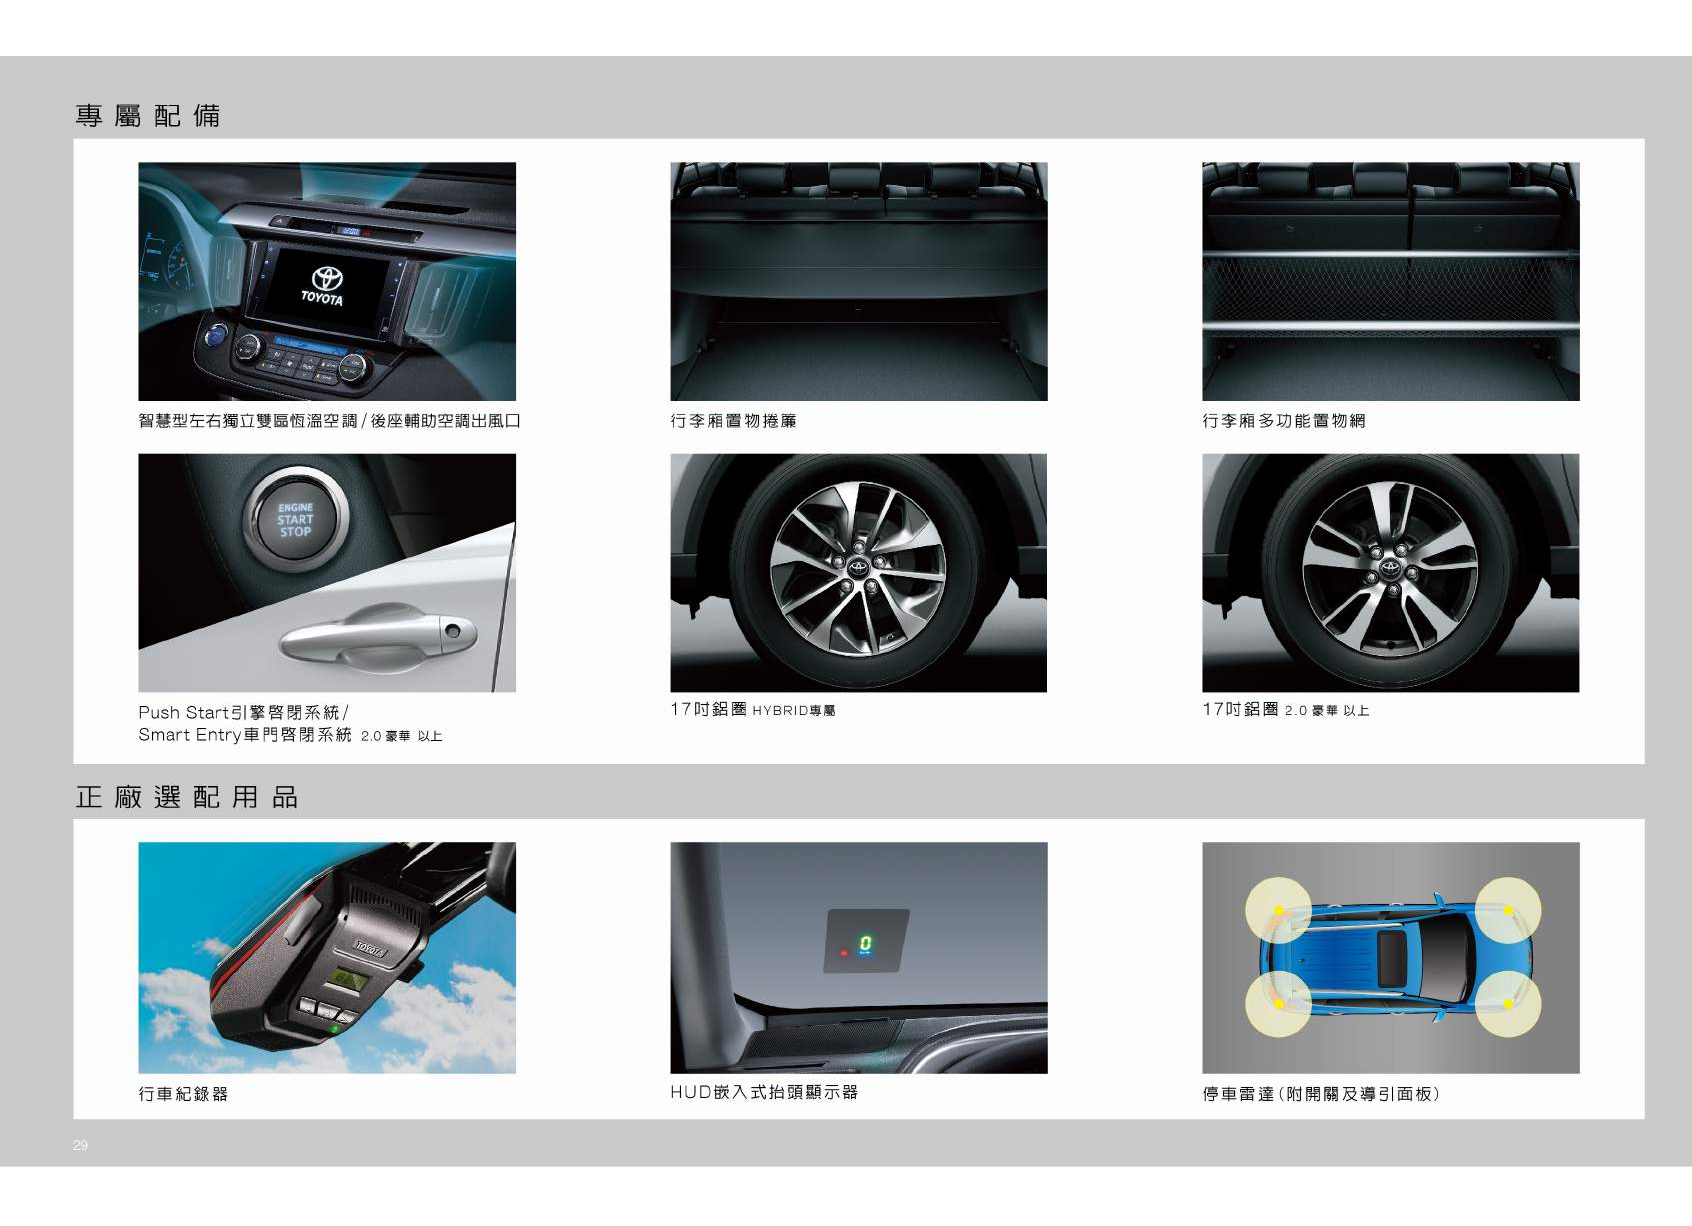 專屬配備
12:00
TOYOTA
智慧型左右獨立雙區恆溫空調/後座輔助空調出風口
行李廂置物捲簾
行李廂多功能置物網
ENGINE
START
STOP
Push Start引擎啓閉系統/
Smart Entry車門啓閉系統 2.0 豪華 以上
17吋鋁圈 HYBRID專屬
17吋鋁圈 2.0 豪華 以上
正廠選配用品
TOYOTA
0
行車紀錄器
HUD嵌入式抬頭顯示器
停車雷達(附開關及導引面板)
29